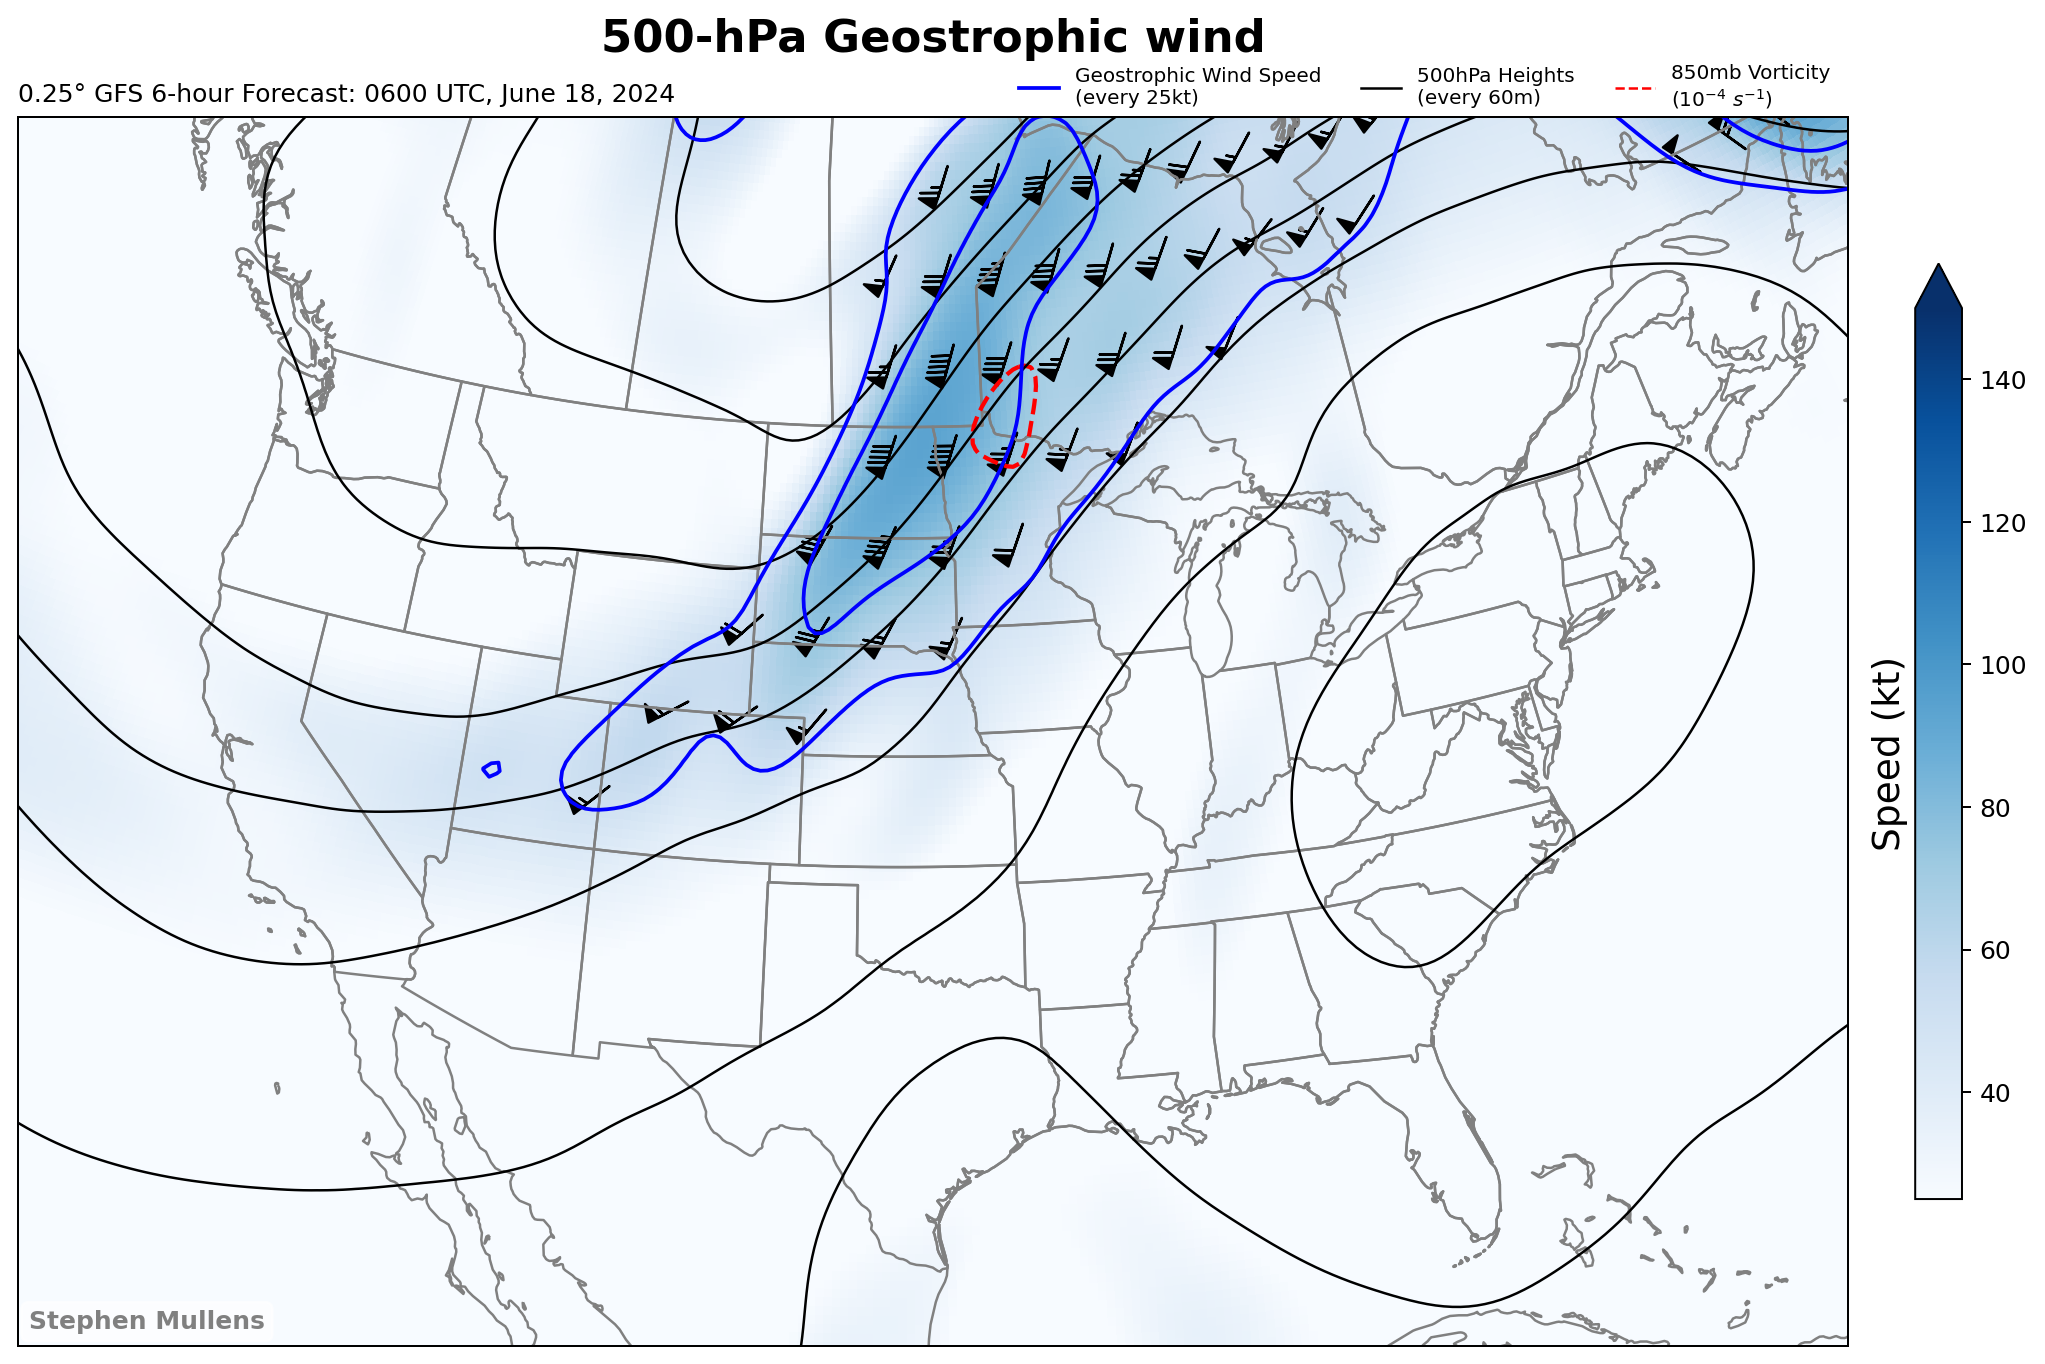 500-hPa Geostrophic wind
0.25° GFS 6-hour Forecast: 0600 UTC, June 18, 2024
Geostrophic Wind Speed
(every 25kt)
500hPa Heights
(every 60m)
850mb Vorticity
(10⁻⁴ s⁻¹)
140
120
100
80
60
40
Speed (kt)
Stephen Mullens